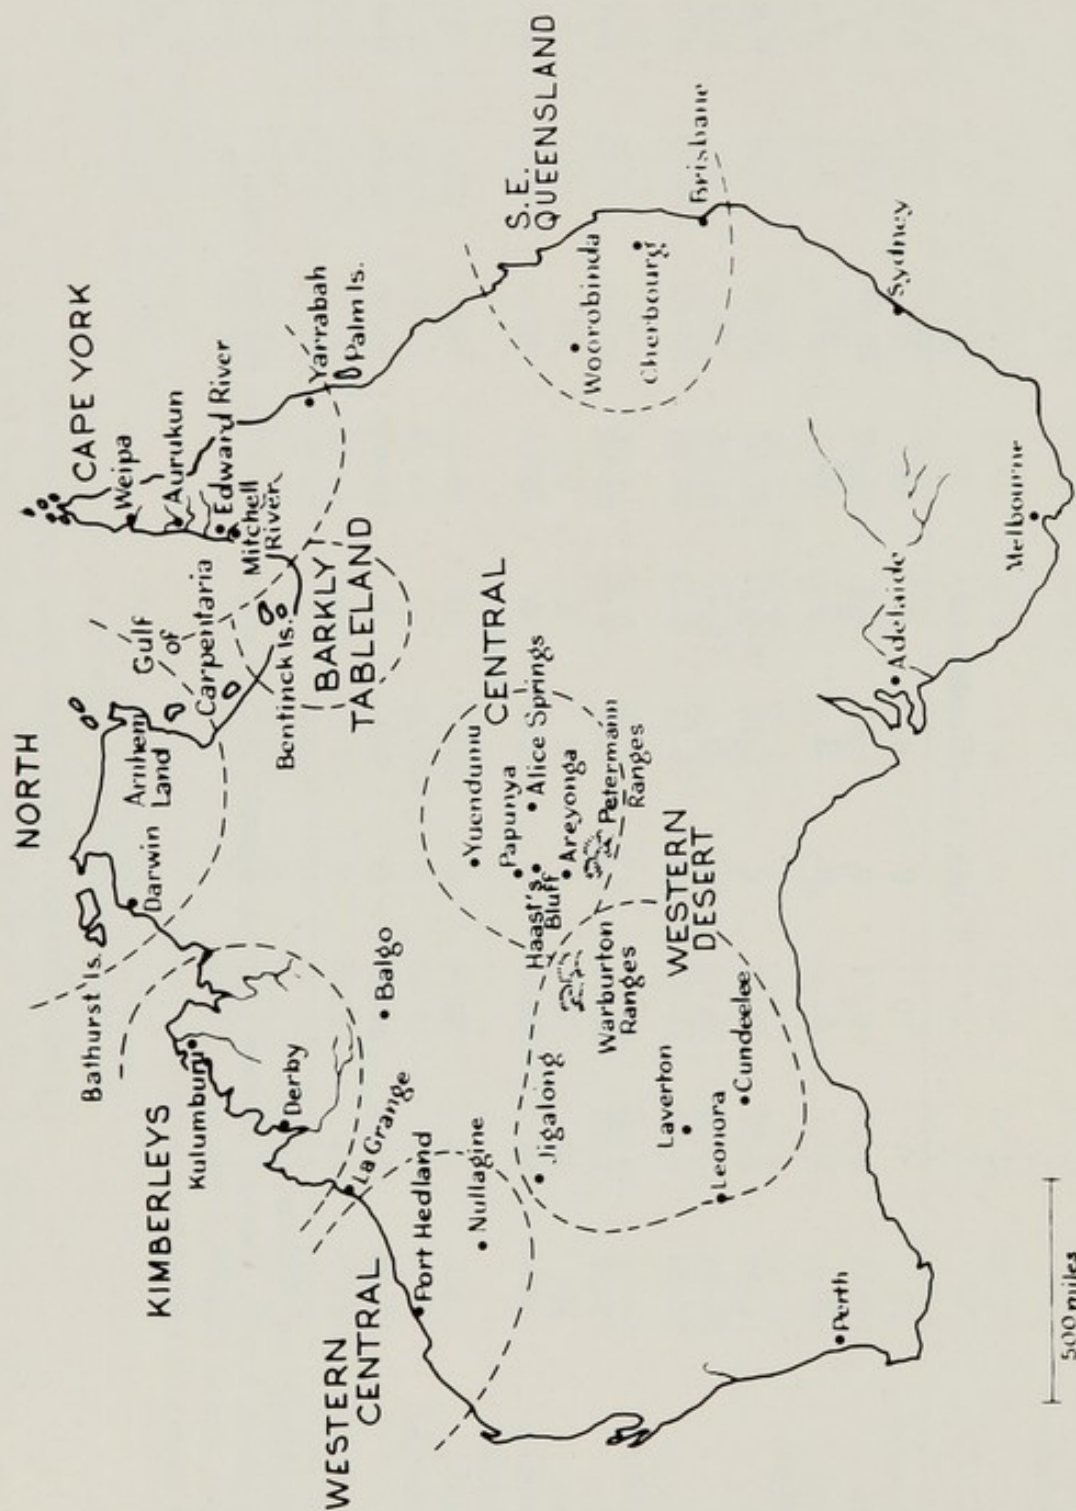 NORTH
CAPE YORK
Weipa
Aurukun
Edward River
Mitchell
River
Gulf
of
Carpentaria
Arnhem
Land
Darwin
Bathurst Is.
KIMBERLEYS
Kulumburu
Derby
La Grange
Balgo
Bentinck Is.
BARKLY
TABLELAND
Yarrabah
Palm Is.
WESTERN
CENTRAL
Port Hedland
Nullagine
CENTRAL
Yuendumu
Papunya
Alice Springs
Haast's
Bluff
Areyonga
Petermann
Ranges
S.E.
QUEENSLAND
Woorobinda
Cherbourg
Brisbane
Jigalong
Warburton
Ranges
WESTERN
DESERT
Laverton
Leonora
Cundeelee
Perth
Adelaide
Sydney
Melbourne
500 miles